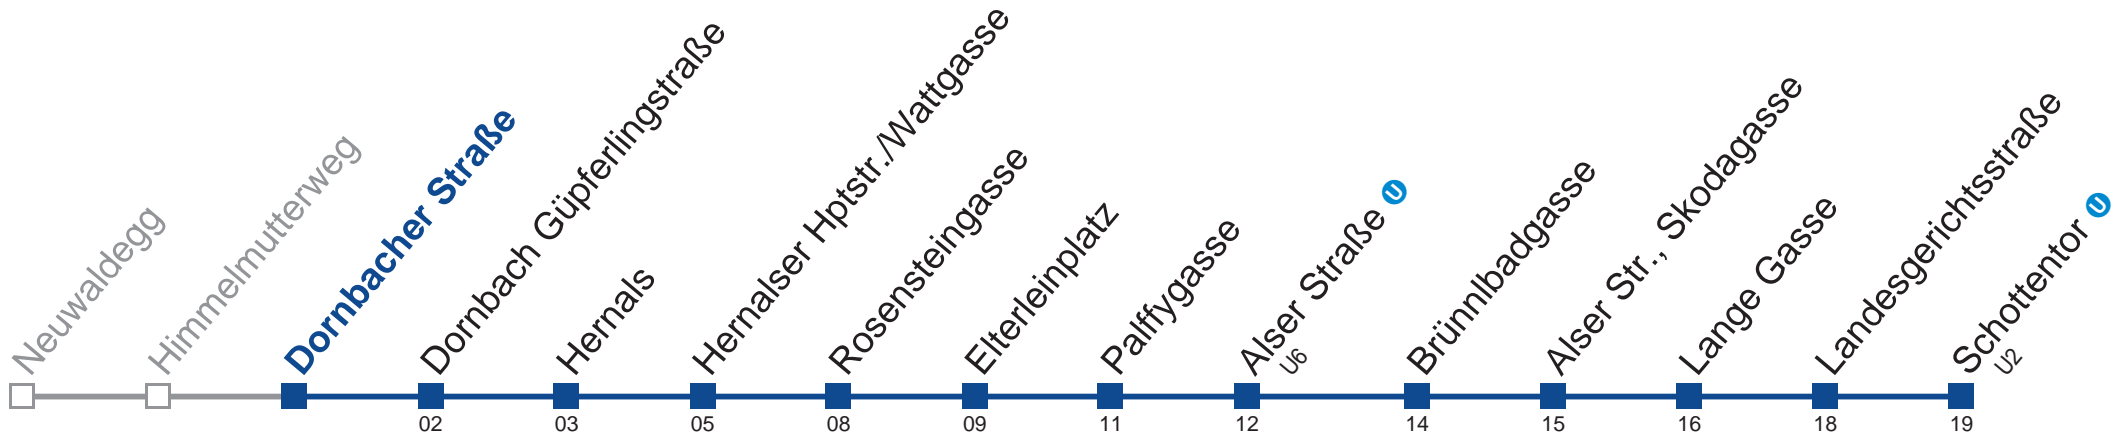 Neuwaldegg
Himmelmutterweg
Dornbacher Straße
Dornbach Güpferlingstraße
Hernals
Hernalser Hptstr./Wattgasse
Rosensteingasse
Elterleinplatz
Palffygasse
Alser Straße U
U6
Brünnlbadgasse
Alser Str., Skodagasse
Lange Gasse
Landesgerichtsstraße
Schottentor U
U2
02 03 05 08 09 11 12 14 15 16 18 19